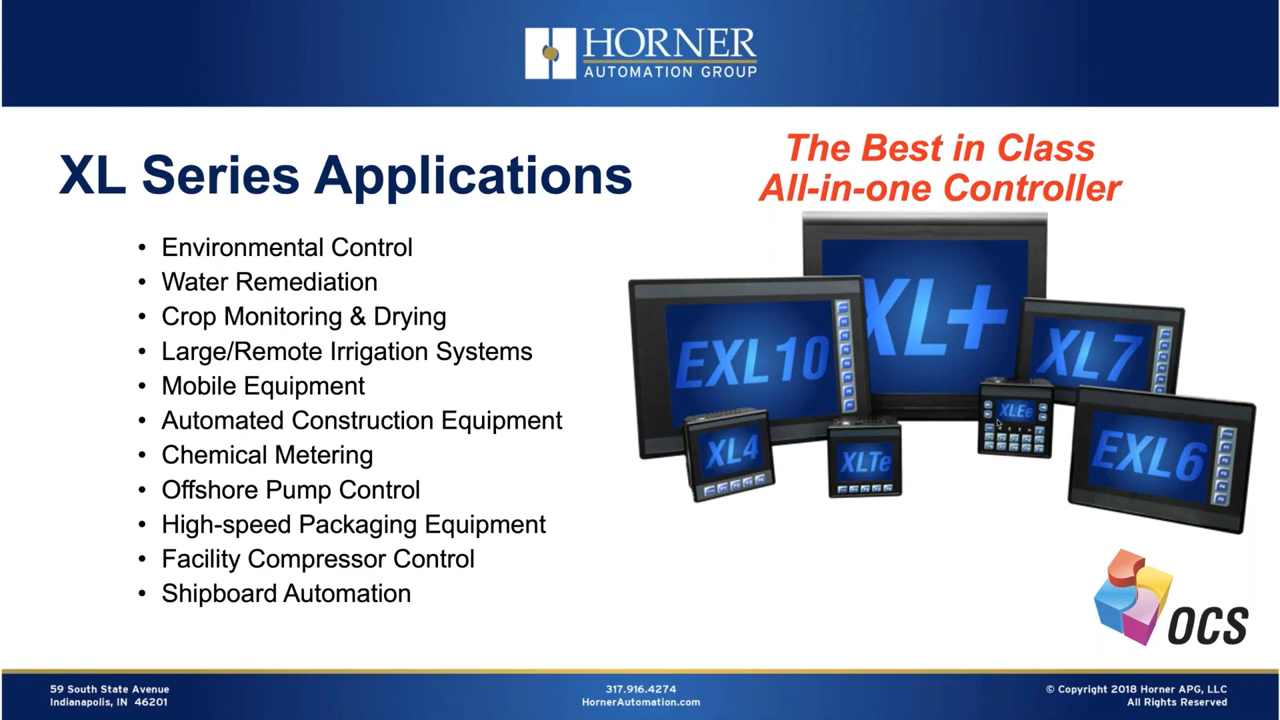 HORNER
AUTOMATION GROUP
XL Series Applications
The Best in Class
All-in-one Controller
• Environmental Control
• Water Remediation
• Crop Monitoring & Drying
• Large/Remote Irrigation Systems
• Mobile Equipment
• Automated Construction Equipment
• Chemical Metering
• Offshore Pump Control
• High-speed Packaging Equipment
• Facility Compressor Control
• Shipboard Automation
XL+
EXL10
XL7
XLEe
XL4
XLTe
EXL6
OCS
59 South State Avenue
Indianapolis, IN 46201
317.916.4274
HornerAutomation.com
© Copyright 2018 Horner APG, LLC
All Rights Reserved